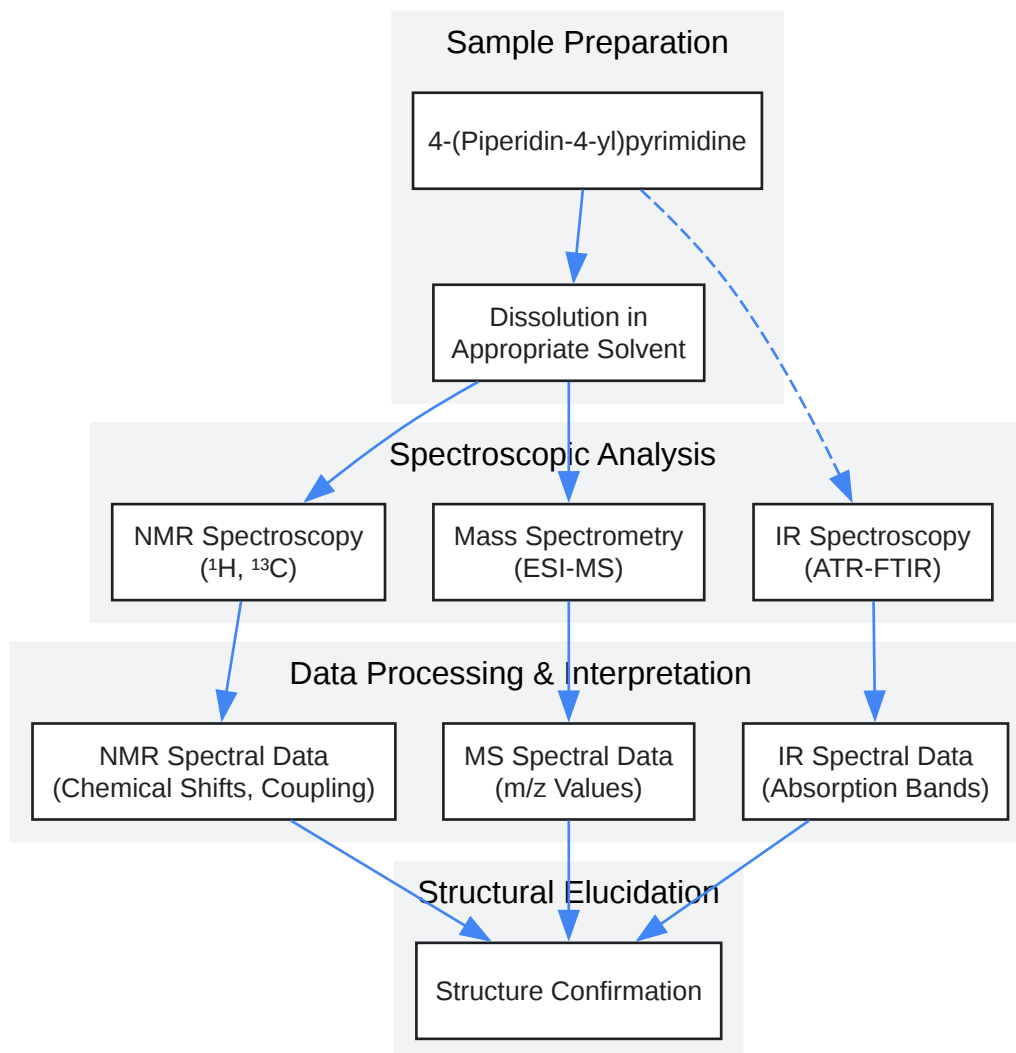 Sample Preparation
4-(Piperidin-4-yl)pyrimidine
Dissolution in
Appropriate Solvent
Spectroscopic Analysis
NMR Spectroscopy
(¹H, ¹³C)
Mass Spectrometry
(ESI-MS)
IR Spectroscopy
(ATR-FTIR)
Data Processing & Interpretation
NMR Spectral Data
(Chemical Shifts, Coupling)
MS Spectral Data
(m/z Values)
IR Spectral Data
(Absorption Bands)
Structural Elucidation
Structure Confirmation